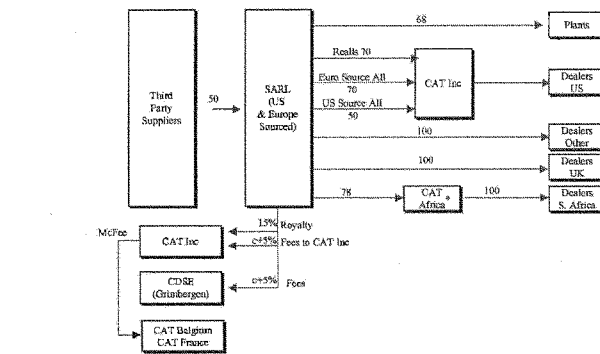 68
Plants
Realls 70
Third
Party
Suppliers
50
SARL
(US
& Europe
Sourced)
Euro Source All
70
CAT Inc
Dealers
US
US Source All
50
100
Dealers
Other
100
Dealers
UK
78
CAT
Africa
100
Dealers
S. Africa
15% Royalty
McFee
CAT Inc
c+5% Fees to CAT Inc
CDSE
(Grimbergen)
c+5% Fees
CAT Belgium
CAT France